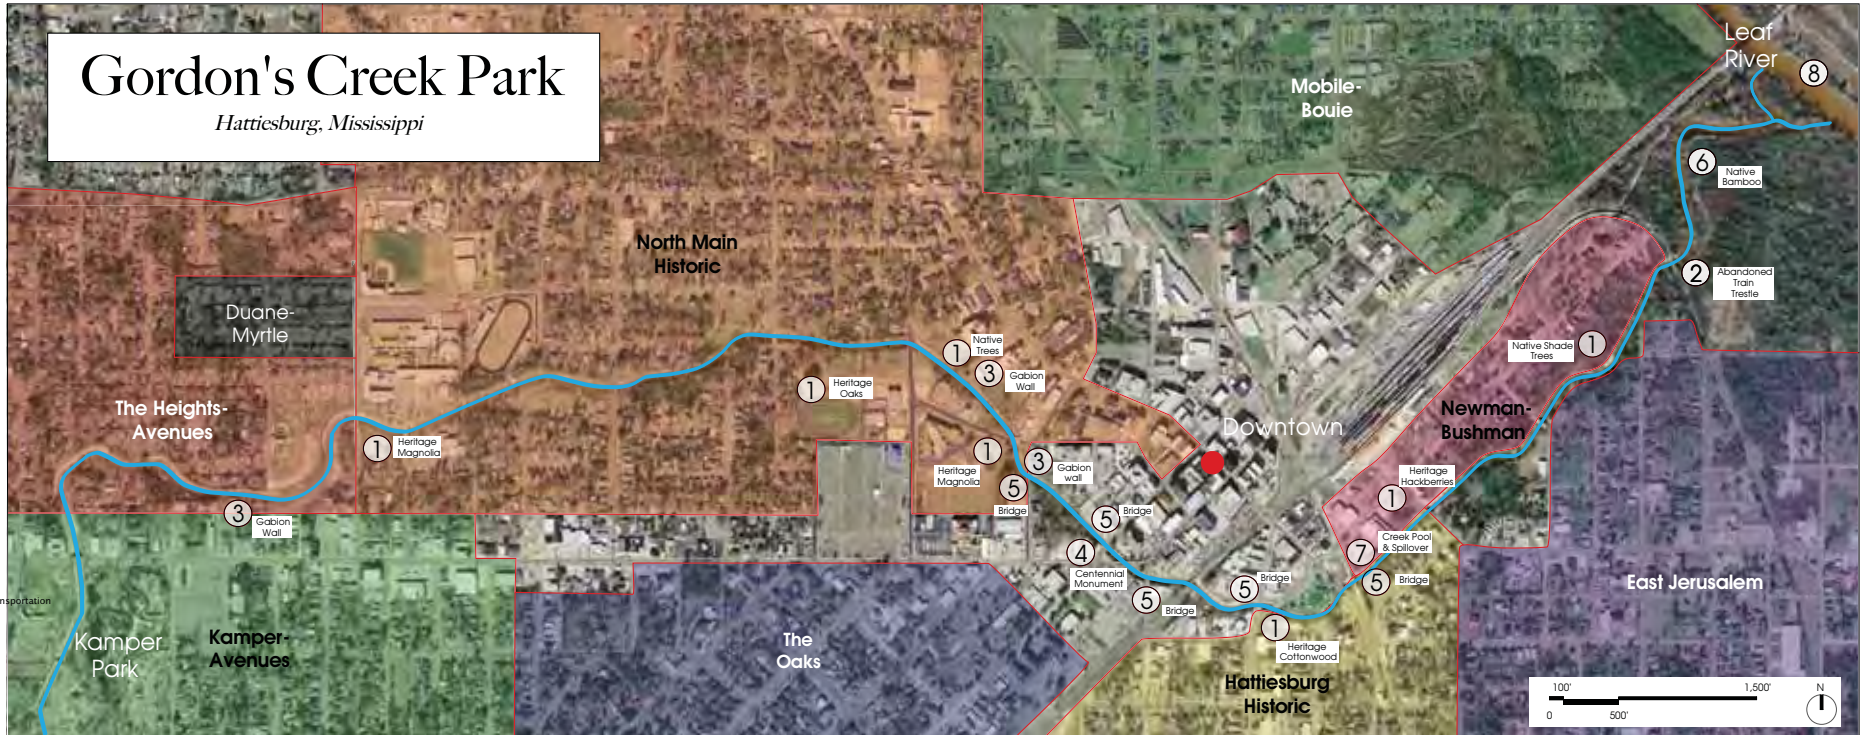 Gordon's Creek Park
Hattiesburg, Mississippi
Leaf
River
8
Mobile-
Bouie
6
Native
Bamboo
North Main
Historic
2
Abandoned
Train
Trestle
Duane-
Myrtle
1
Native
Trees
3
Gabion
Wall
Native Shade
Trees
1
1
Heritage
Oaks
The Heights-
Avenues
Newman-
Bushman
Downtown
1
Heritage
Magnolia
1
Heritage
Magnolia
3
Gabion
wall
5
Bridge
Heritage
Hackberries
1
3
Gabion
Wall
5
Bridge
4
Centennial
Monument
7
Creek Pool
& Spillover
5
Bridge
5
Bridge
5
Bridge
1
Heritage
Cottonwood
East Jerusalem
nsportation
Kamper
Park
Kamper-
Avenues
The
Oaks
Hattiesburg
Historic
100'
1,500'
0
500'
N